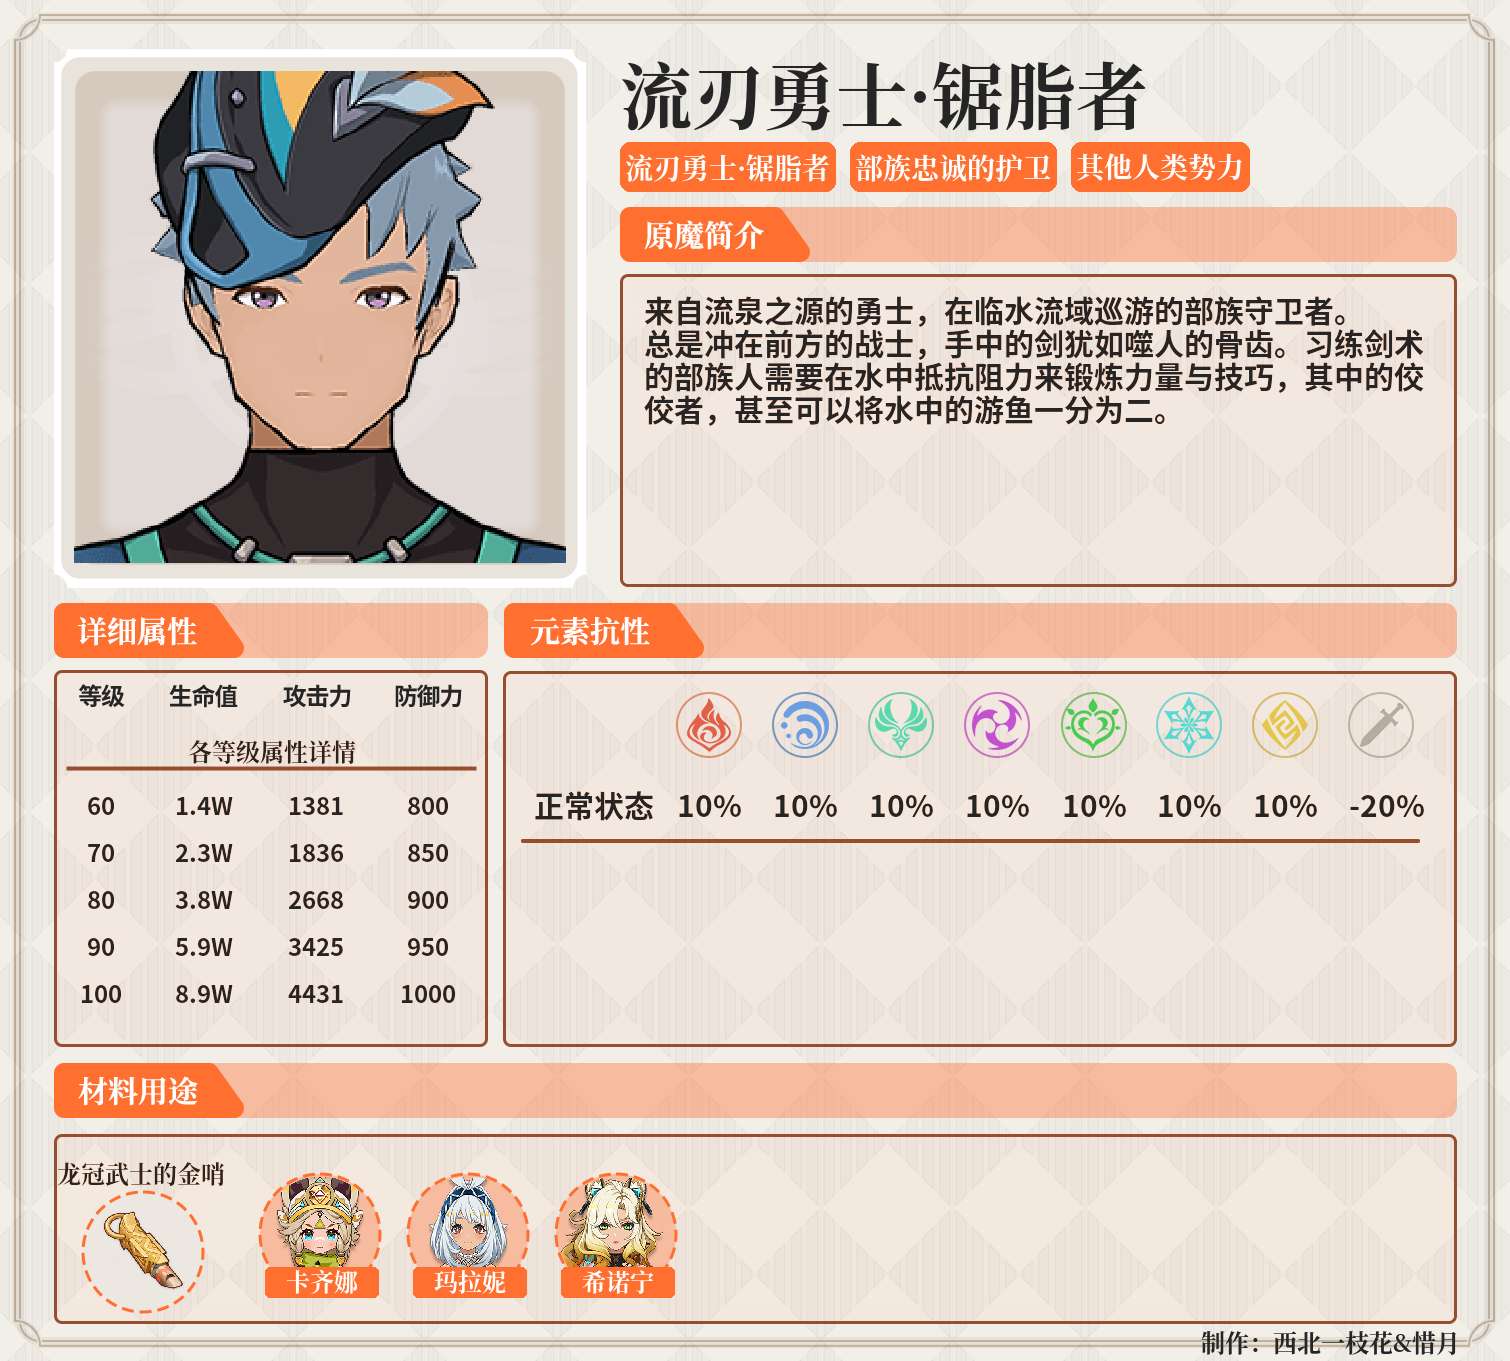 流刃勇士·锯脂者
流刃勇士·锯脂者 部族忠诚的护卫 其他人类势力
原魔简介
来自流泉之源的勇士，在临水流域巡游的部族守卫者。
总是冲在前方的战士，手中的剑犹如噬人的骨齿。习练剑术
的部族人需要在水中抵抗阻力来锻炼力量与技巧，其中的佼
佼者，甚至可以将水中的游鱼一分为二。
详细属性
等级 生命值 攻击力 防御力
各等级属性详情
60 1.4W 1381 800
70 2.3W 1836 850
80 3.8W 2668 900
90 5.9W 3425 950
100 8.9W 4431 1000
元素抗性
正常状态 10% 10% 10% 10% 10% 10% 10% -20%
材料用途
龙冠武士的金哨
卡齐娜 玛拉妮 希诺宁
制作：西北一枝花&惜月